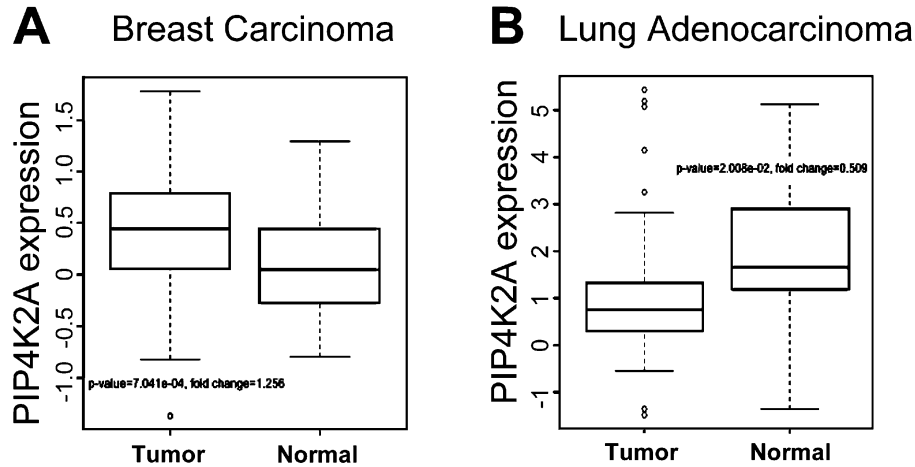 A Breast Carcinoma
PIP4K2A expression
1.5
1.0
0.5
0
-0.5
-1.0
p-value=7.041e-04, fold change=1.256
Tumor Normal
B Lung Adenocarcinoma
PIP4K2A expression
5
4
3
2
1
0
-1
p-value=2.008e-02, fold change=0.509
Tumor Normal